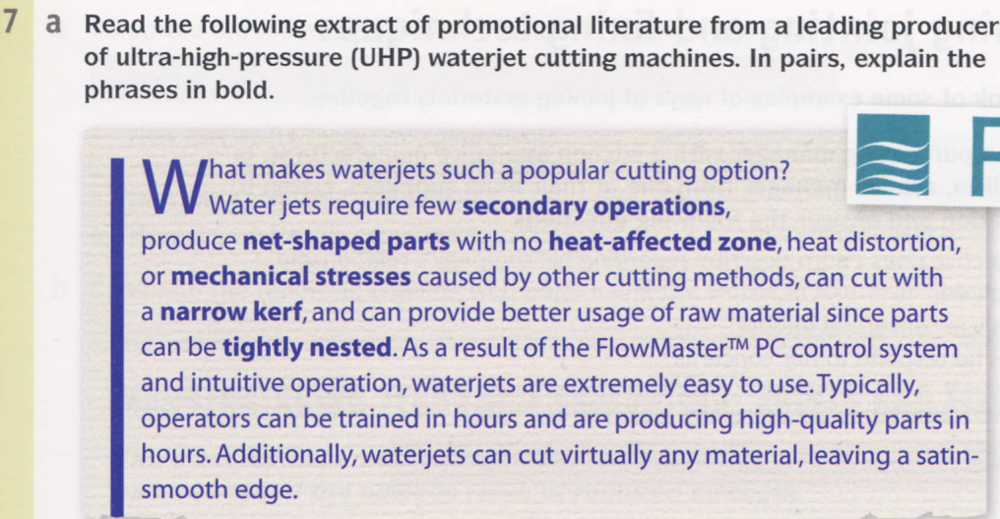 7 a Read the following extract of promotional literature from a leading producer
of ultra-high-pressure (UHP) waterjet cutting machines. In pairs, explain the
phrases in bold.
What makes waterjets such a popular cutting option?
Water jets require few secondary operations,
produce net-shaped parts with no heat-affected zone, heat distortion,
or mechanical stresses caused by other cutting methods, can cut with
a narrow kerf, and can provide better usage of raw material since parts
can be tightly nested. As a result of the FlowMaster™ PC control system
and intuitive operation, waterjets are extremely easy to use. Typically,
operators can be trained in hours and are producing high-quality parts in
hours. Additionally, waterjets can cut virtually any material, leaving a satin-
smooth edge.